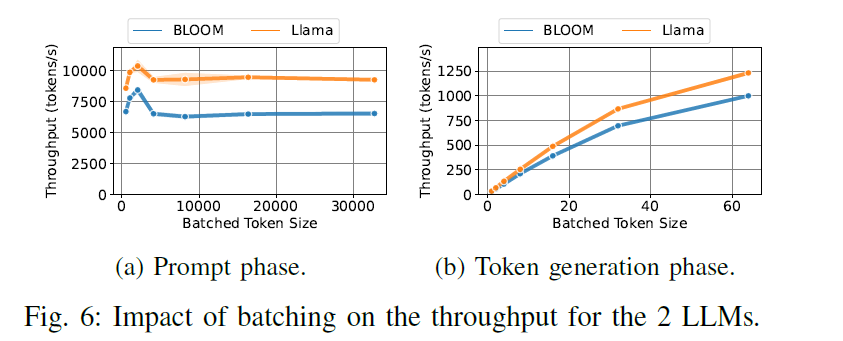 BLOOM Llama
Throughput (tokens/s)
10000
7500
5000
2500
0
0 10000 20000 30000
Batched Token Size
(a) Prompt phase.
BLOOM Llama
Throughput (tokens/s)
1250
1000
750
500
250
0
0 20 40 60
Batched Token Size
(b) Token generation phase.
Fig. 6: Impact of batching on the throughput for the 2 LLMs.